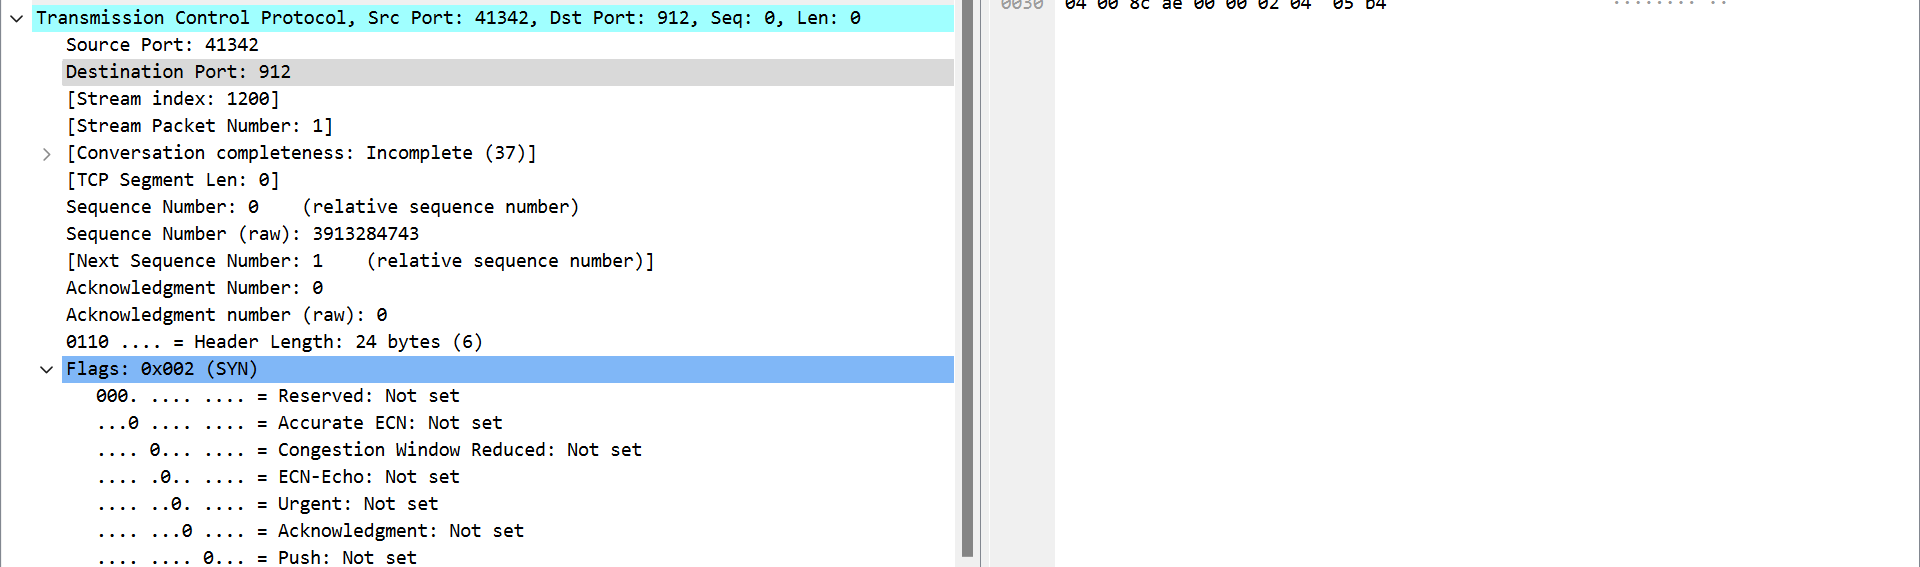 Transmission Control Protocol, Src Port: 41342, Dst Port: 912, Seq: 0, Len: 0
Source Port: 41342
Destination Port: 912
[Stream index: 1200]
[Stream Packet Number: 1]
[Conversation completeness: Incomplete (37)]
[TCP Segment Len: 0]
Sequence Number: 0    (relative sequence number)
Sequence Number (raw): 3913284743
[Next Sequence Number: 1    (relative sequence number)]
Acknowledgment Number: 0
Acknowledgment number (raw): 0
0110 .... = Header Length: 24 bytes (6)
Flags: 0x002 (SYN)
000. .... .... = Reserved: Not set
...0 .... .... = Accurate ECN: Not set
.... 0... .... = Congestion Window Reduced: Not set
.... .0.. .... = ECN-Echo: Not set
.... ..0. .... = Urgent: Not set
.... ...0 .... = Acknowledgment: Not set
.... .... 0... = Push: Not set
0030  04 00 8c ae 00 00 02 04  05 b4  ........ ..